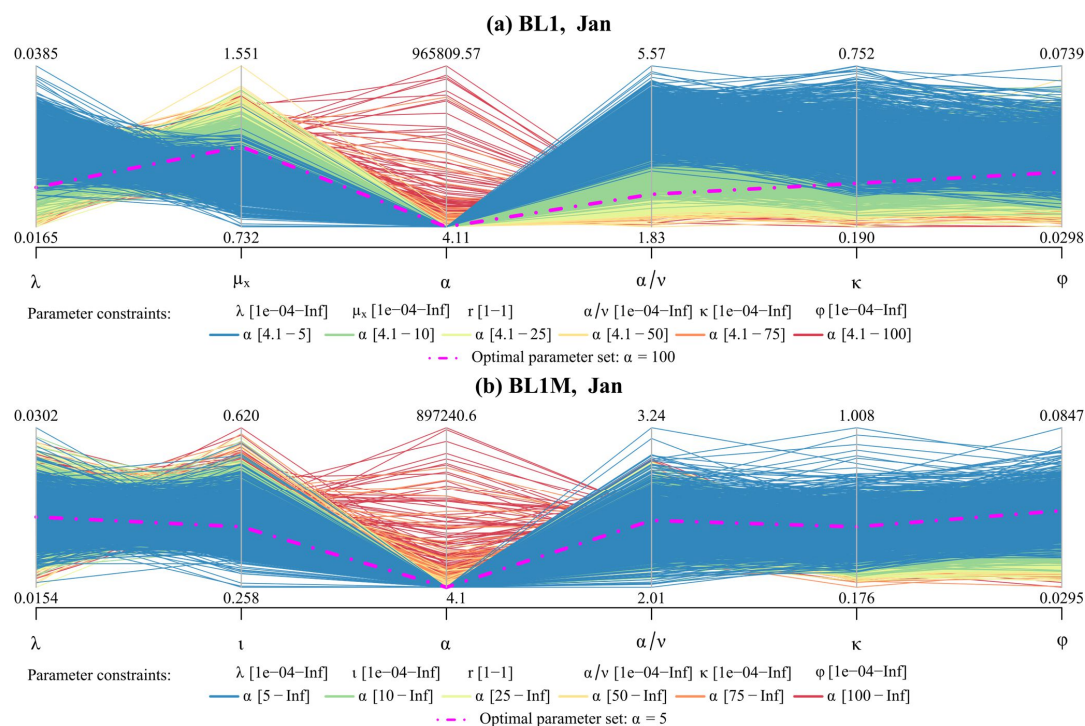 (a) BL1, Jan
0.0385 1.551 965809.57 5.57 0.752 0.0739
0.0165 0.732 4.11 1.83 0.190 0.0298
λ μx α α/ν κ φ
Parameter constraints: λ [1e−04−Inf] μx [1e−04−Inf] r [1−1] α/ν [1e−04−Inf] κ [1e−04−Inf] φ [1e−04−Inf]
α [4.1−5] α [4.1−10] α [4.1−25] α [4.1−50] α [4.1−75] α [4.1−100]
Optimal parameter set: α = 100
(b) BL1M, Jan
0.0302 0.620 897240.6 3.24 1.008 0.0847
0.0154 0.258 4.1 2.01 0.176 0.0295
λ ι α α/ν κ φ
Parameter constraints: λ [1e−04−Inf] ι [1e−04−Inf] r [1−1] α/ν [1e−04−Inf] κ [1e−04−Inf] φ [1e−04−Inf]
α [5−Inf] α [10−Inf] α [25−Inf] α [50−Inf] α [75−Inf] α [100−Inf]
Optimal parameter set: α = 5